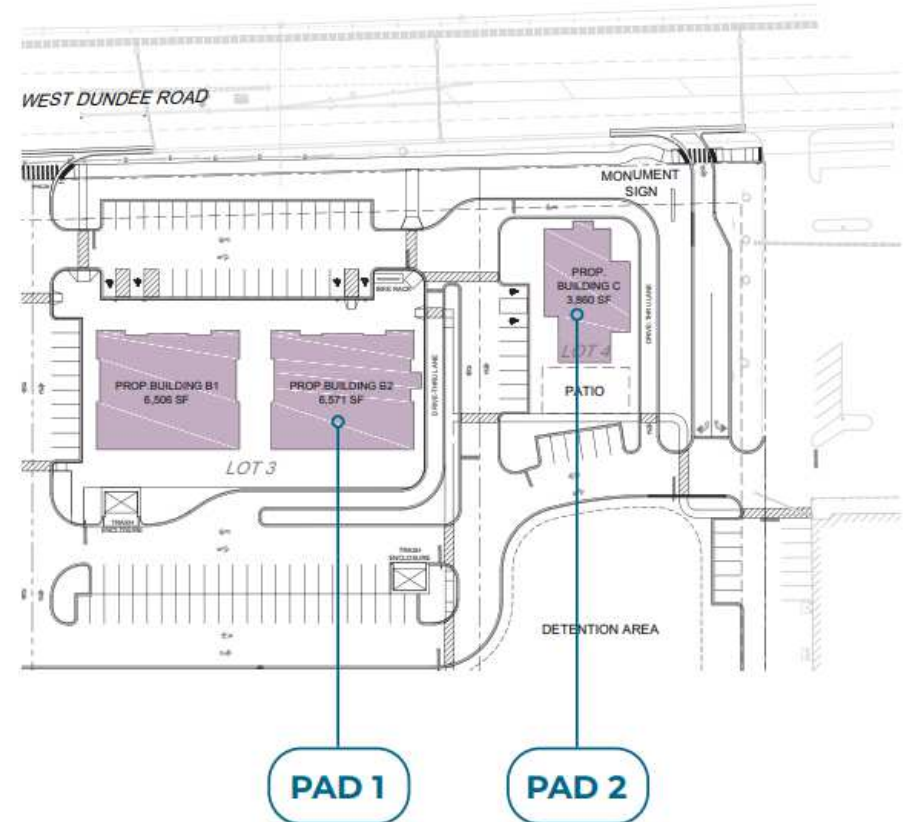 WEST DUNDEE ROAD
MONUMENT
SIGN
BIKE RACK
PROP.
BUILDING C
3,860 SF
DRIVE-THRU LANE
LOT 4
PATIO
PROP.BUILDING B1
6,506 SF
PROP.BUILDING B2
6,571 SF
DRIVE-THRU LANE
LOT 3
TRASH
ENCLOSURE
TRASH
ENCLOSURE
DETENTION AREA
PAD 1
PAD 2